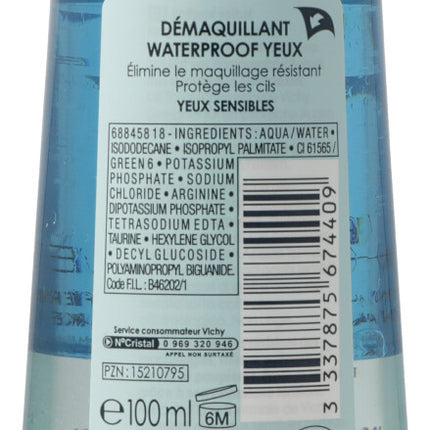 DÉMAQUILLANT
WATERPROOF YEUX
Élimine le maquillage résistant
Protège les cils
YEUX SENSIBLES
688458 18 - INGREDIENTS : AQUA / WATER •
ISODODECANE • ISOPROPYL PALMITATE • CI 61565 /
GREEN 6 • POTASSIUM
PHOSPHATE • SODIUM
CHLORIDE • ARGININE •
DIPOTASSIUM PHOSPHATE •
TETRASODIUM EDTA •
TAURINE • HEXYLENE GLYCOL
• DECYL GLUCOSIDE •
POLYAMINOPROPYL BIGUANIDE.
Code F.I.L. : B46202/1
Service consommateur Vichy
N°Cristal 0 969 320 946
APPEL NON SURTAXÉ
PZN : 15210795
e 100 ml 6M
3 337875 674409